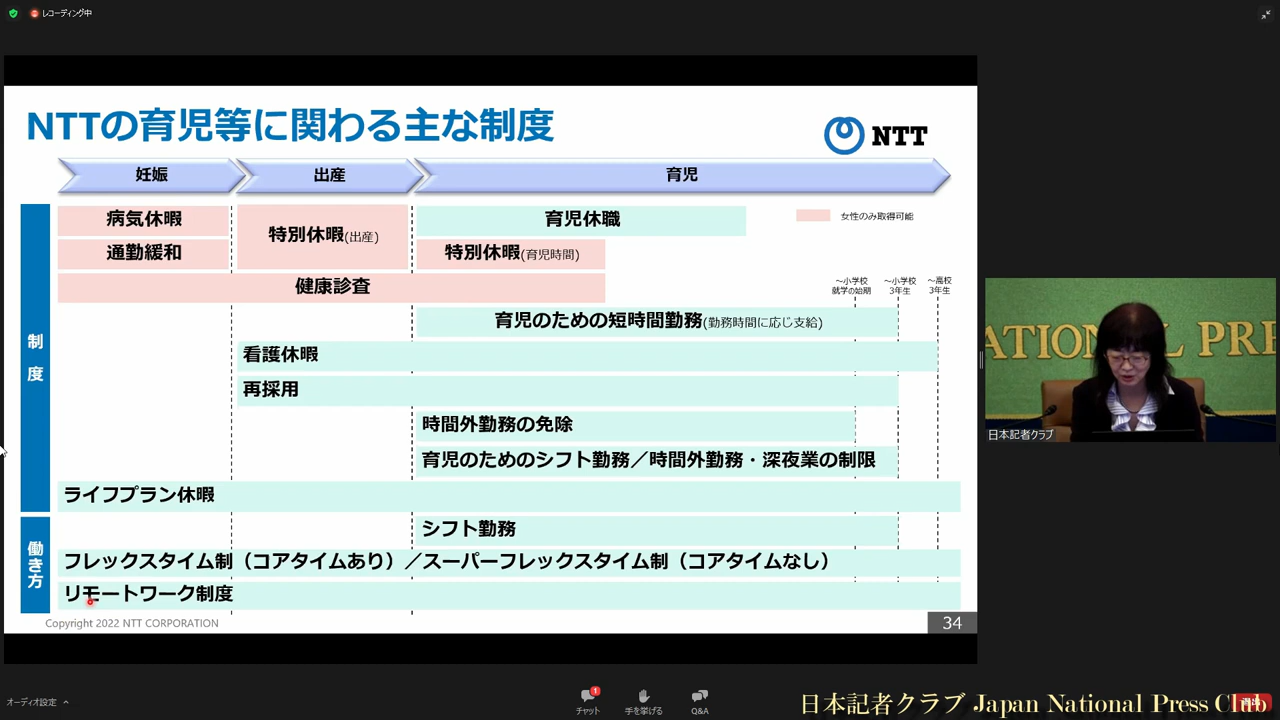 レコーディング中
NTTの育児等に関わる主な制度
NTT
妊娠
出産
育児
制度
病気休暇
特別休暇(出産)
育児休職
女性のみ取得可能
通勤緩和
特別休暇(育児時間)
健康診査
～小学校
就学の始期
～小学校
3年生
～高校
3年生
育児のための短時間勤務(勤務時間に応じ支給)
看護休暇
再採用
時間外勤務の免除
育児のためのシフト勤務／時間外勤務・深夜業の制限
ライフプラン休暇
働き方
シフト勤務
フレックスタイム制（コアタイムあり）／スーパーフレックスタイム制（コアタイムなし）
リモートワーク制度
Copyright 2022 NTT CORPORATION
34
NATIONAL PRE
日本記者クラブ
オーディオ設定
1
チャット
手を挙げる
Q&A
日本記者クラブ Japan National Press Club